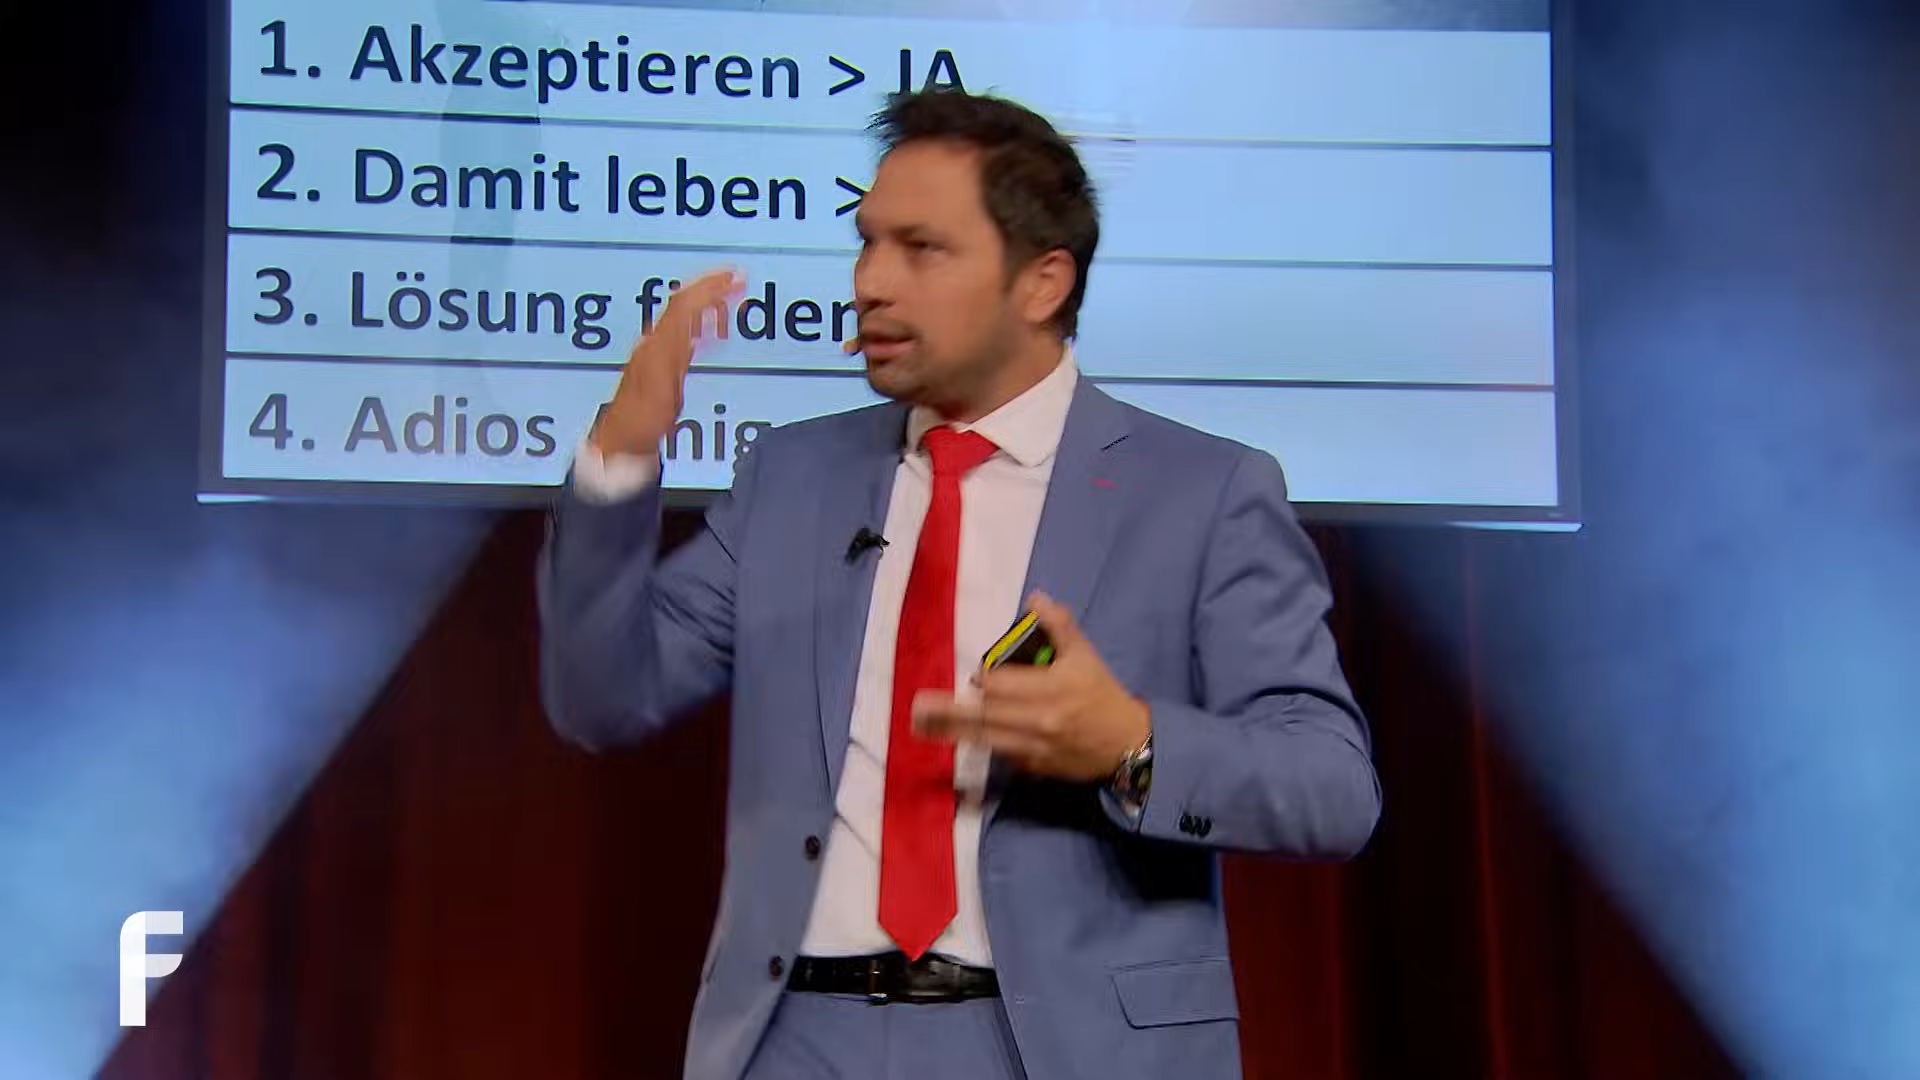 1. Akzeptieren > JA
2. Damit leben >
3. Lösung finden
4. Adios
F